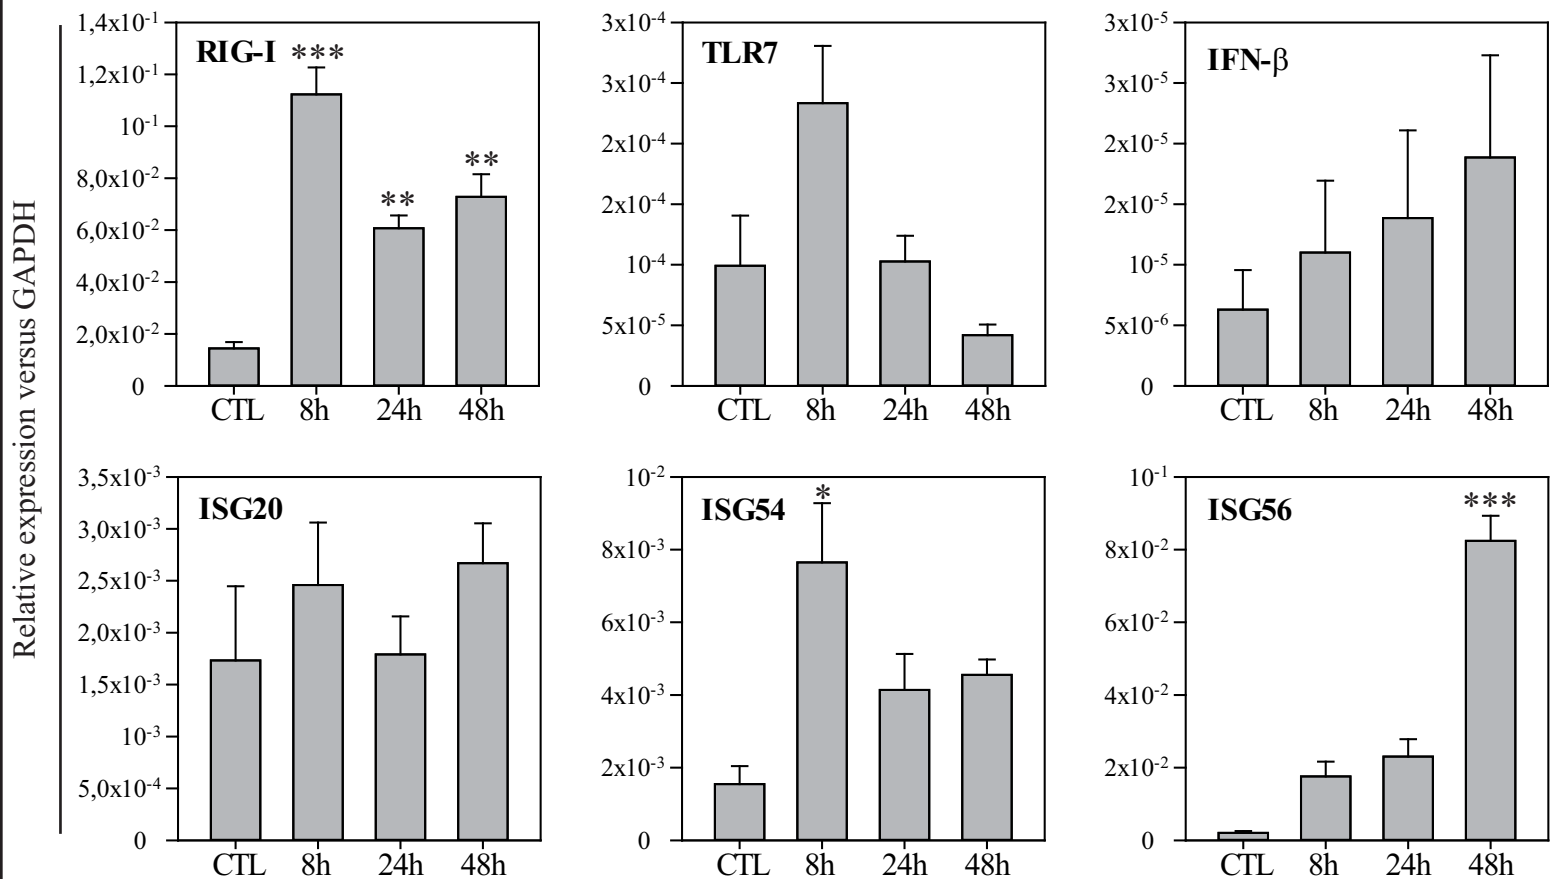 Relative expression versus GAPDH
RIG-I ***
1,4x10⁻¹
1,2x10⁻¹
10⁻¹
8,0x10⁻²
6,0x10⁻²
4,0x10⁻²
2,0x10⁻²
0
**
**
CTL 8h 24h 48h
TLR7
3x10⁻⁴
3x10⁻⁴
2x10⁻⁴
2x10⁻⁴
10⁻⁴
5x10⁻⁵
0
CTL 8h 24h 48h
IFN-β
3x10⁻⁵
3x10⁻⁵
2x10⁻⁵
2x10⁻⁵
10⁻⁵
5x10⁻⁶
0
CTL 8h 24h 48h
ISG20
3,5x10⁻³
3,0x10⁻³
2,5x10⁻³
2,0x10⁻³
1,5x10⁻³
10⁻³
5,0x10⁻⁴
0
CTL 8h 24h 48h
ISG54
*
10⁻²
8x10⁻³
6x10⁻³
4x10⁻³
2x10⁻³
0
CTL 8h 24h 48h
ISG56
***
10⁻¹
8x10⁻²
6x10⁻²
4x10⁻²
2x10⁻²
0
CTL 8h 24h 48h